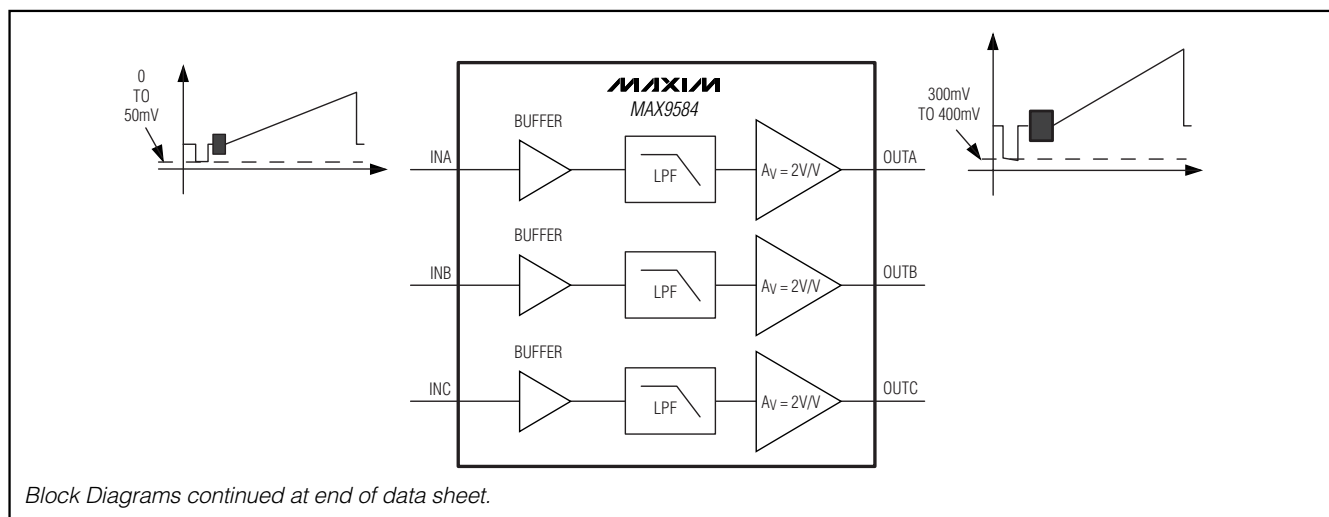 0
TO
50mV
MAXIM
MAX9584
300mV
TO 400mV
BUFFER
INA
LPF
AV = 2V/V
OUTA
BUFFER
INB
LPF
AV = 2V/V
OUTB
BUFFER
INC
LPF
AV = 2V/V
OUTC
Block Diagrams continued at end of data sheet.